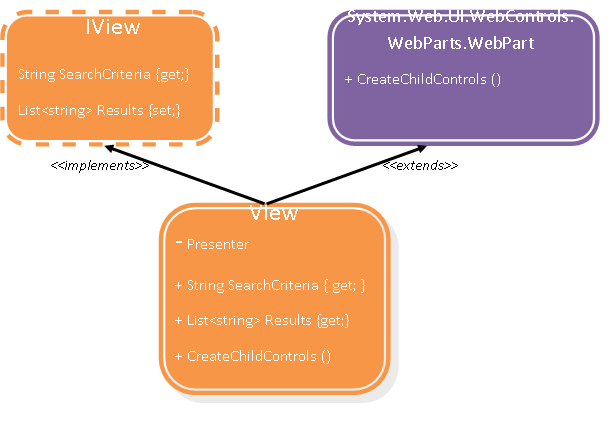 IView
String SearchCriteria {get;}
List<string> Results {set;}
System.Web.UI.WebControls.
WebParts.WebPart
+ CreateChildControls ()
<<implements>>
<<extends>>
View
- Presenter
+ String SearchCriteria { get; }
+ List<string> Results {get;}
+ CreateChildControls ()